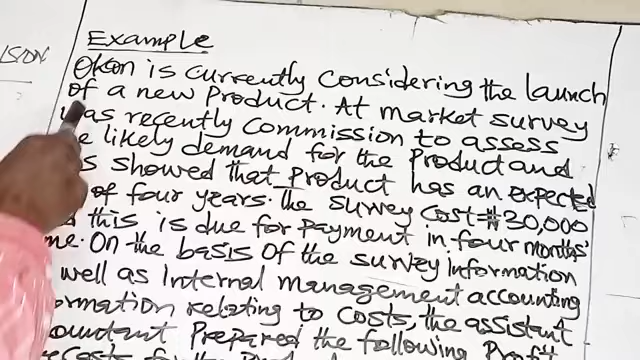 ISION
Example
Okon is currently considering the launch
of a new Product. At market survey
was recently Commission to assess
likely demand for the Product and
showed that Product has an expected
of four years. The survey Cost ₦30,000
this is due for payment in four months'
On the basis of the survey Information
well as Internal management accounting
relating to costs, the assistant
Prepared the following Profit